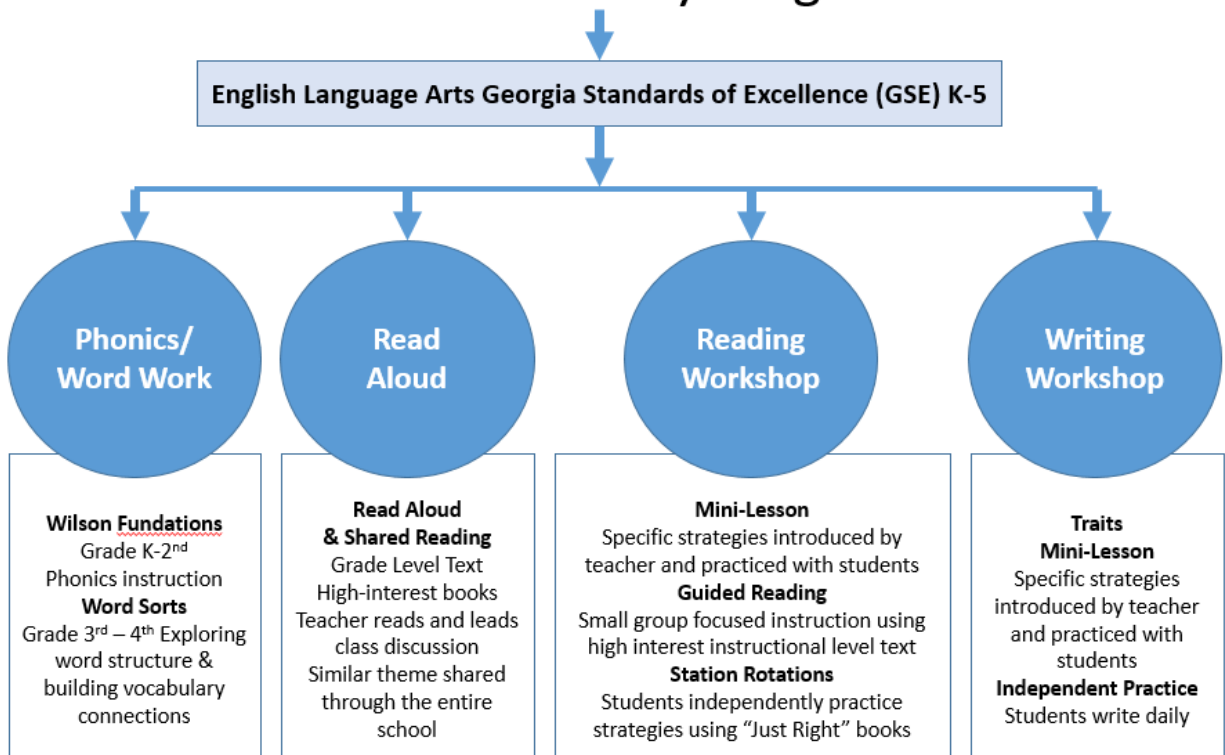 English Language Arts Georgia Standards of Excellence (GSE) K-5
Phonics/
Word Work
Read
Aloud
Reading
Workshop
Writing
Workshop
Wilson Fundations
Grade K-2nd
Phonics instruction
Word Sorts
Grade 3rd – 4th Exploring
word structure &
building vocabulary
connections
Read Aloud
& Shared Reading
Grade Level Text
High-interest books
Teacher reads and leads
class discussion
Similar theme shared
through the entire
school
Mini-Lesson
Specific strategies introduced by
teacher and practiced with students
Guided Reading
Small group focused instruction using
high interest instructional level text
Station Rotations
Students independently practice
strategies using “Just Right” books
Traits
Mini-Lesson
Specific strategies
introduced by teacher
and practiced with
students
Independent Practice
Students write daily